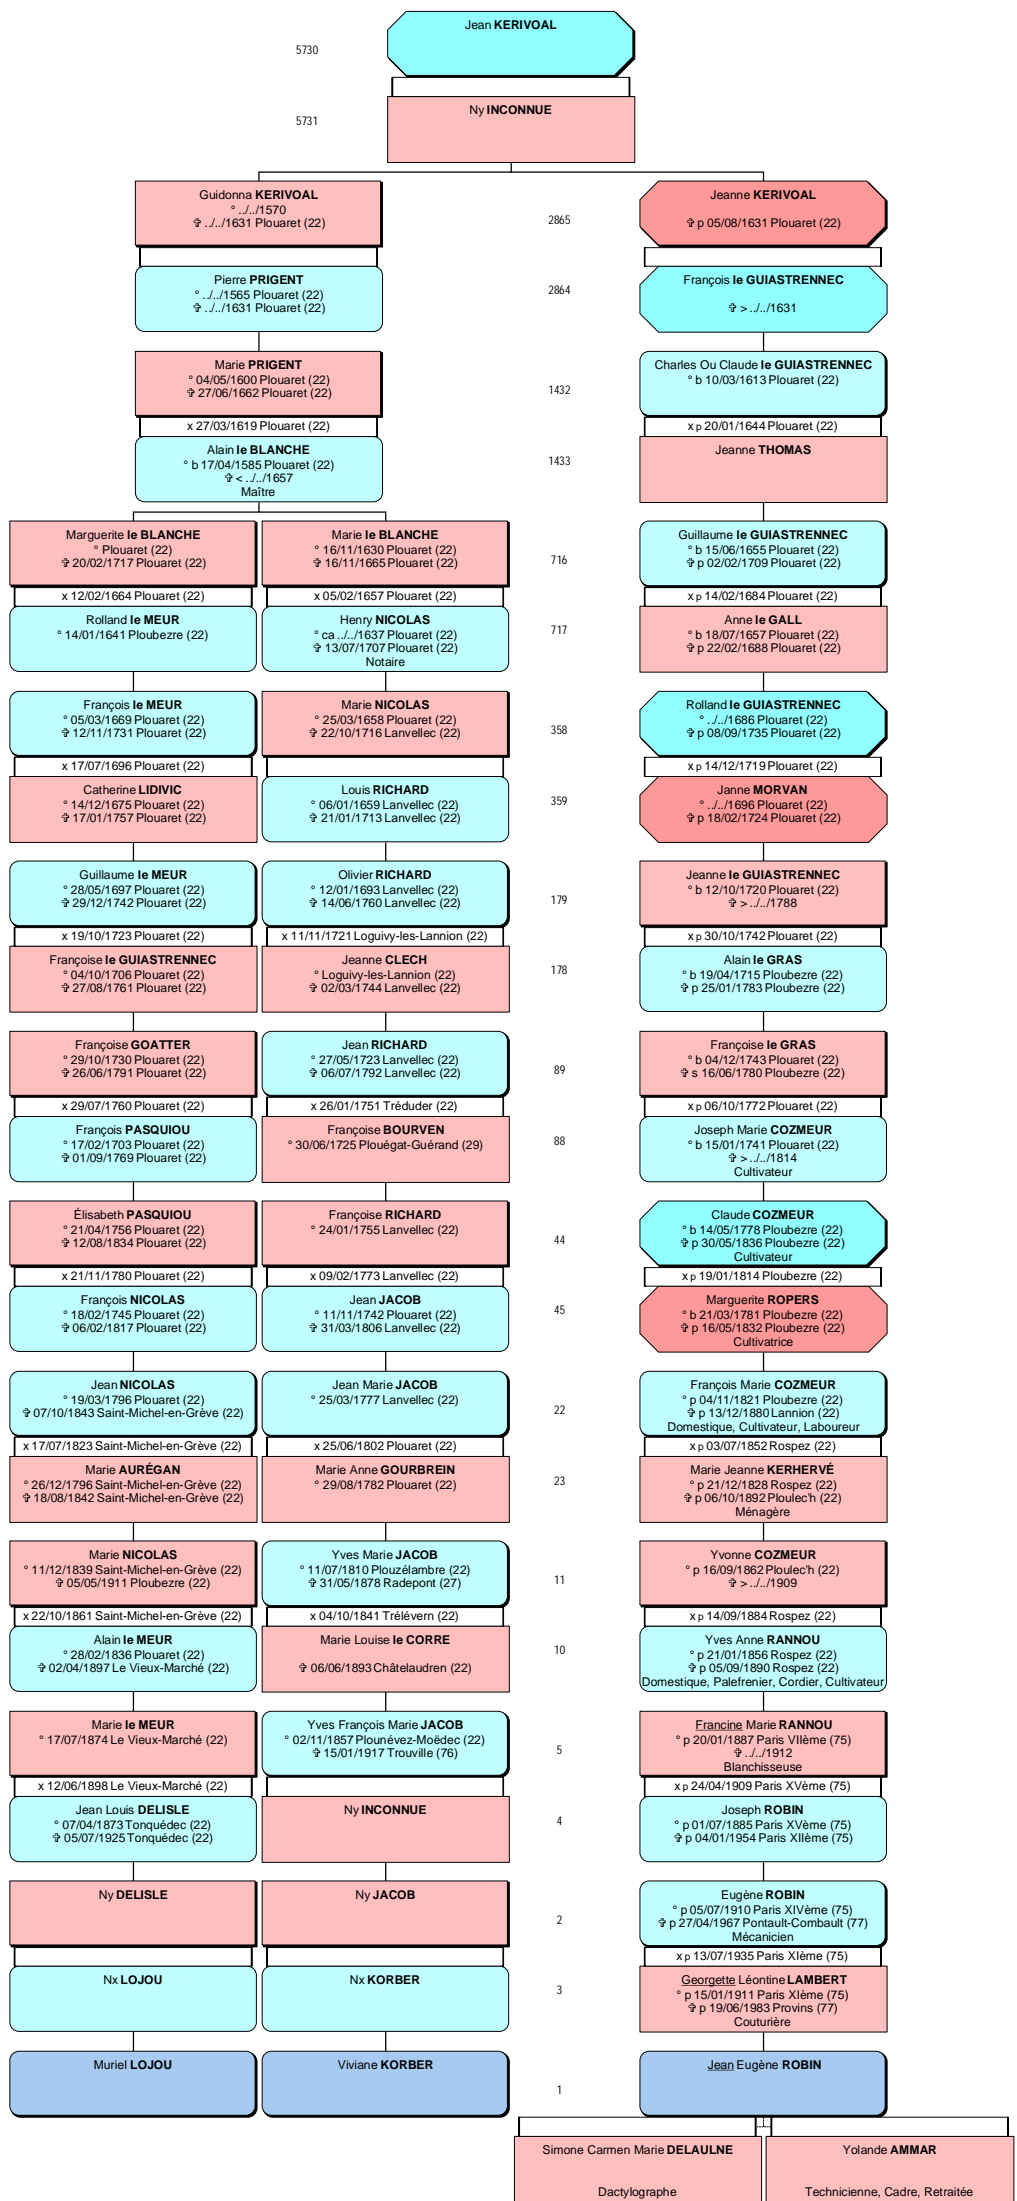 Jean KERIVOAL
5730
Ny INCONNUE
5731
Guidonna KERIVOAL
° ../../1570
✞ ../../1631 Plouaret (22)
2865
Jeanne KERIVOAL
✞ p 05/08/1631 Plouaret (22)
Pierre PRIGENT
° ../../1565 Plouaret (22)
✞ ../../1631 Plouaret (22)
2864
François le GUIASTRENNEC
✞ > ../../1631
Marie PRIGENT
° 04/05/1600 Plouaret (22)
✞ 27/06/1662 Plouaret (22)
1432
Charles Ou Claude le GUIASTRENNEC
° b 10/03/1613 Plouaret (22)
x 27/03/1619 Plouaret (22)
x p 20/01/1644 Plouaret (22)
Alain le BLANCHE
° b 17/04/1585 Plouaret (22)
✞ < ../../1657
Maître
1433
Jeanne THOMAS
Marguerite le BLANCHE
° Plouaret (22)
✞ 20/02/1717 Plouaret (22)
Marie le BLANCHE
° 16/11/1630 Plouaret (22)
✞ 16/11/1665 Plouaret (22)
716
Guillaume le GUIASTRENNEC
° b 15/06/1655 Plouaret (22)
✞ p 02/02/1709 Plouaret (22)
x 12/02/1664 Plouaret (22)
x 05/02/1657 Plouaret (22)
x p 14/02/1684 Plouaret (22)
Rolland le MEUR
° 14/01/1641 Ploubezre (22)
Henry NICOLAS
° ca ../../1637 Plouaret (22)
✞ 13/07/1707 Plouaret (22)
Notaire
717
Anne le GALL
° b 18/07/1657 Plouaret (22)
✞ p 22/02/1688 Plouaret (22)
François le MEUR
° 05/03/1669 Plouaret (22)
✞ 12/11/1731 Plouaret (22)
Marie NICOLAS
° 25/03/1658 Plouaret (22)
✞ 22/10/1716 Lanvellec (22)
358
Rolland le GUIASTRENNEC
° ../../1686 Plouaret (22)
✞ p 08/09/1735 Plouaret (22)
x 17/07/1696 Plouaret (22)
x p 14/12/1719 Plouaret (22)
Catherine LIDIVIC
° 14/12/1675 Plouaret (22)
✞ 17/01/1757 Plouaret (22)
Louis RICHARD
° 06/01/1659 Lanvellec (22)
✞ 21/01/1713 Lanvellec (22)
359
Janne MORVAN
° ../../1696 Plouaret (22)
✞ p 18/02/1724 Plouaret (22)
Guillaume le MEUR
° 28/05/1697 Plouaret (22)
✞ 29/12/1742 Plouaret (22)
Olivier RICHARD
° 12/01/1693 Lanvellec (22)
✞ 14/06/1760 Lanvellec (22)
179
Jeanne le GUIASTRENNEC
° b 12/10/1720 Plouaret (22)
✞ > ../../1788
x 19/10/1723 Plouaret (22)
x 11/11/1721 Loguivy-les-Lannion (22)
x p 30/10/1742 Plouaret (22)
Françoise le GUIASTRENNEC
° 04/10/1706 Plouaret (22)
✞ 27/08/1761 Plouaret (22)
Jeanne CLECH
° Loguivy-les-Lannion (22)
✞ 02/03/1744 Lanvellec (22)
178
Alain le GRAS
° b 19/04/1715 Ploubezre (22)
✞ p 25/01/1783 Ploubezre (22)
Françoise GOATTER
° 29/10/1730 Plouaret (22)
✞ 26/06/1791 Plouaret (22)
Jean RICHARD
° 27/05/1723 Lanvellec (22)
✞ 06/07/1792 Lanvellec (22)
89
Françoise le GRAS
° b 04/12/1743 Plouaret (22)
✞ s 16/06/1780 Ploubezre (22)
x 29/07/1760 Plouaret (22)
x 26/01/1751 Tréduder (22)
x p 06/10/1772 Plouaret (22)
François PASQUIOU
° 17/02/1703 Plouaret (22)
✞ 01/09/1769 Plouaret (22)
Françoise BOURVEN
° 30/06/1725 Plouégat-Guérand (29)
88
Joseph Marie COZMEUR
° b 15/01/1741 Plouaret (22)
✞ > ../../1814
Cultivateur
Élisabeth PASQUIOU
° 21/04/1756 Plouaret (22)
✞ 12/08/1834 Plouaret (22)
Françoise RICHARD
° 24/01/1755 Lanvellec (22)
44
Claude COZMEUR
° b 14/05/1778 Ploubezre (22)
✞ p 30/05/1836 Ploubezre (22)
Cultivateur
x 21/11/1780 Plouaret (22)
x 09/02/1773 Lanvellec (22)
x p 19/01/1814 Ploubezre (22)
François NICOLAS
° 18/02/1745 Plouaret (22)
✞ 06/02/1817 Plouaret (22)
Jean JACOB
° 11/11/1742 Plouaret (22)
✞ 31/03/1806 Lanvellec (22)
45
Marguerite ROPERS
° b 21/03/1781 Ploubezre (22)
✞ p 16/05/1832 Ploubezre (22)
Cultivatrice
Jean NICOLAS
° 19/03/1796 Plouaret (22)
✞ 07/10/1843 Saint-Michel-en-Grève (22)
Jean Marie JACOB
° 25/03/1777 Lanvellec (22)
22
François Marie COZMEUR
° p 04/11/1821 Ploubezre (22)
✞ p 13/12/1880 Lannion (22)
Domestique, Cultivateur, Laboureur
x 17/07/1823 Saint-Michel-en-Grève (22)
x 25/06/1802 Plouaret (22)
x p 03/07/1852 Rospez (22)
Marie AURÉGAN
° 26/12/1796 Saint-Michel-en-Grève (22)
✞ 18/08/1842 Saint-Michel-en-Grève (22)
Marie Anne GOURBREIN
° 29/08/1782 Plouaret (22)
23
Marie Jeanne KERHERVÉ
° p 21/12/1828 Rospez (22)
✞ p 06/10/1892 Ploulec'h (22)
Ménagère
Marie NICOLAS
° 11/12/1839 Saint-Michel-en-Grève (22)
✞ 05/05/1911 Ploubezre (22)
Yves Marie JACOB
° 11/07/1810 Plouzélambre (22)
✞ 31/05/1878 Radepont (27)
11
Yvonne COZMEUR
° p 16/09/1862 Ploulec'h (22)
✞ > ../../1909
x 22/10/1861 Saint-Michel-en-Grève (22)
x 04/10/1841 Trélévern (22)
x p 14/09/1884 Rospez (22)
Alain le MEUR
° 28/02/1836 Plouaret (22)
✞ 02/04/1897 Le Vieux-Marché (22)
Marie Louise le CORRE
✞ 06/06/1893 Châtelaudren (22)
10
Yves Anne RANNOU
° p 21/01/1856 Rospez (22)
✞ p 05/09/1890 Rospez (22)
Domestique, Palefrenier, Cordier, Cultivateur
Marie le MEUR
° 17/07/1874 Le Vieux-Marché (22)
Yves François Marie JACOB
° 02/11/1857 Plounévez-Moëdec (22)
✞ 15/01/1917 Trouville (76)
5
Francine Marie RANNOU
° p 20/01/1887 Paris VIIème (75)
✞ ../../1912
Blanchisseuse
x 12/06/1898 Le Vieux-Marché (22)
x p 24/04/1909 Paris XVème (75)
Jean Louis DELISLE
° 07/04/1873 Tonquédec (22)
✞ 05/07/1925 Tonquédec (22)
Ny INCONNUE
4
Joseph ROBIN
° p 01/07/1885 Paris XVème (75)
✞ p 04/01/1954 Paris XIIème (75)
Ny DELISLE
Ny JACOB
2
Eugène ROBIN
° p 05/07/1910 Paris XIVème (75)
✞ p 27/04/1967 Pontault-Combault (77)
Mécanicien
x p 13/07/1935 Paris XIème (75)
Nx LOJOU
Nx KORBER
3
Georgette Léontine LAMBERT
° p 15/01/1911 Paris XIème (75)
✞ p 19/06/1983 Provins (77)
Couturière
Muriel LOJOU
Viviane KORBER
1
Jean Eugène ROBIN
Simone Carmen Marie DELAULNE
Dactylographe
Yolande AMMAR
Technicienne, Cadre, Retraitée